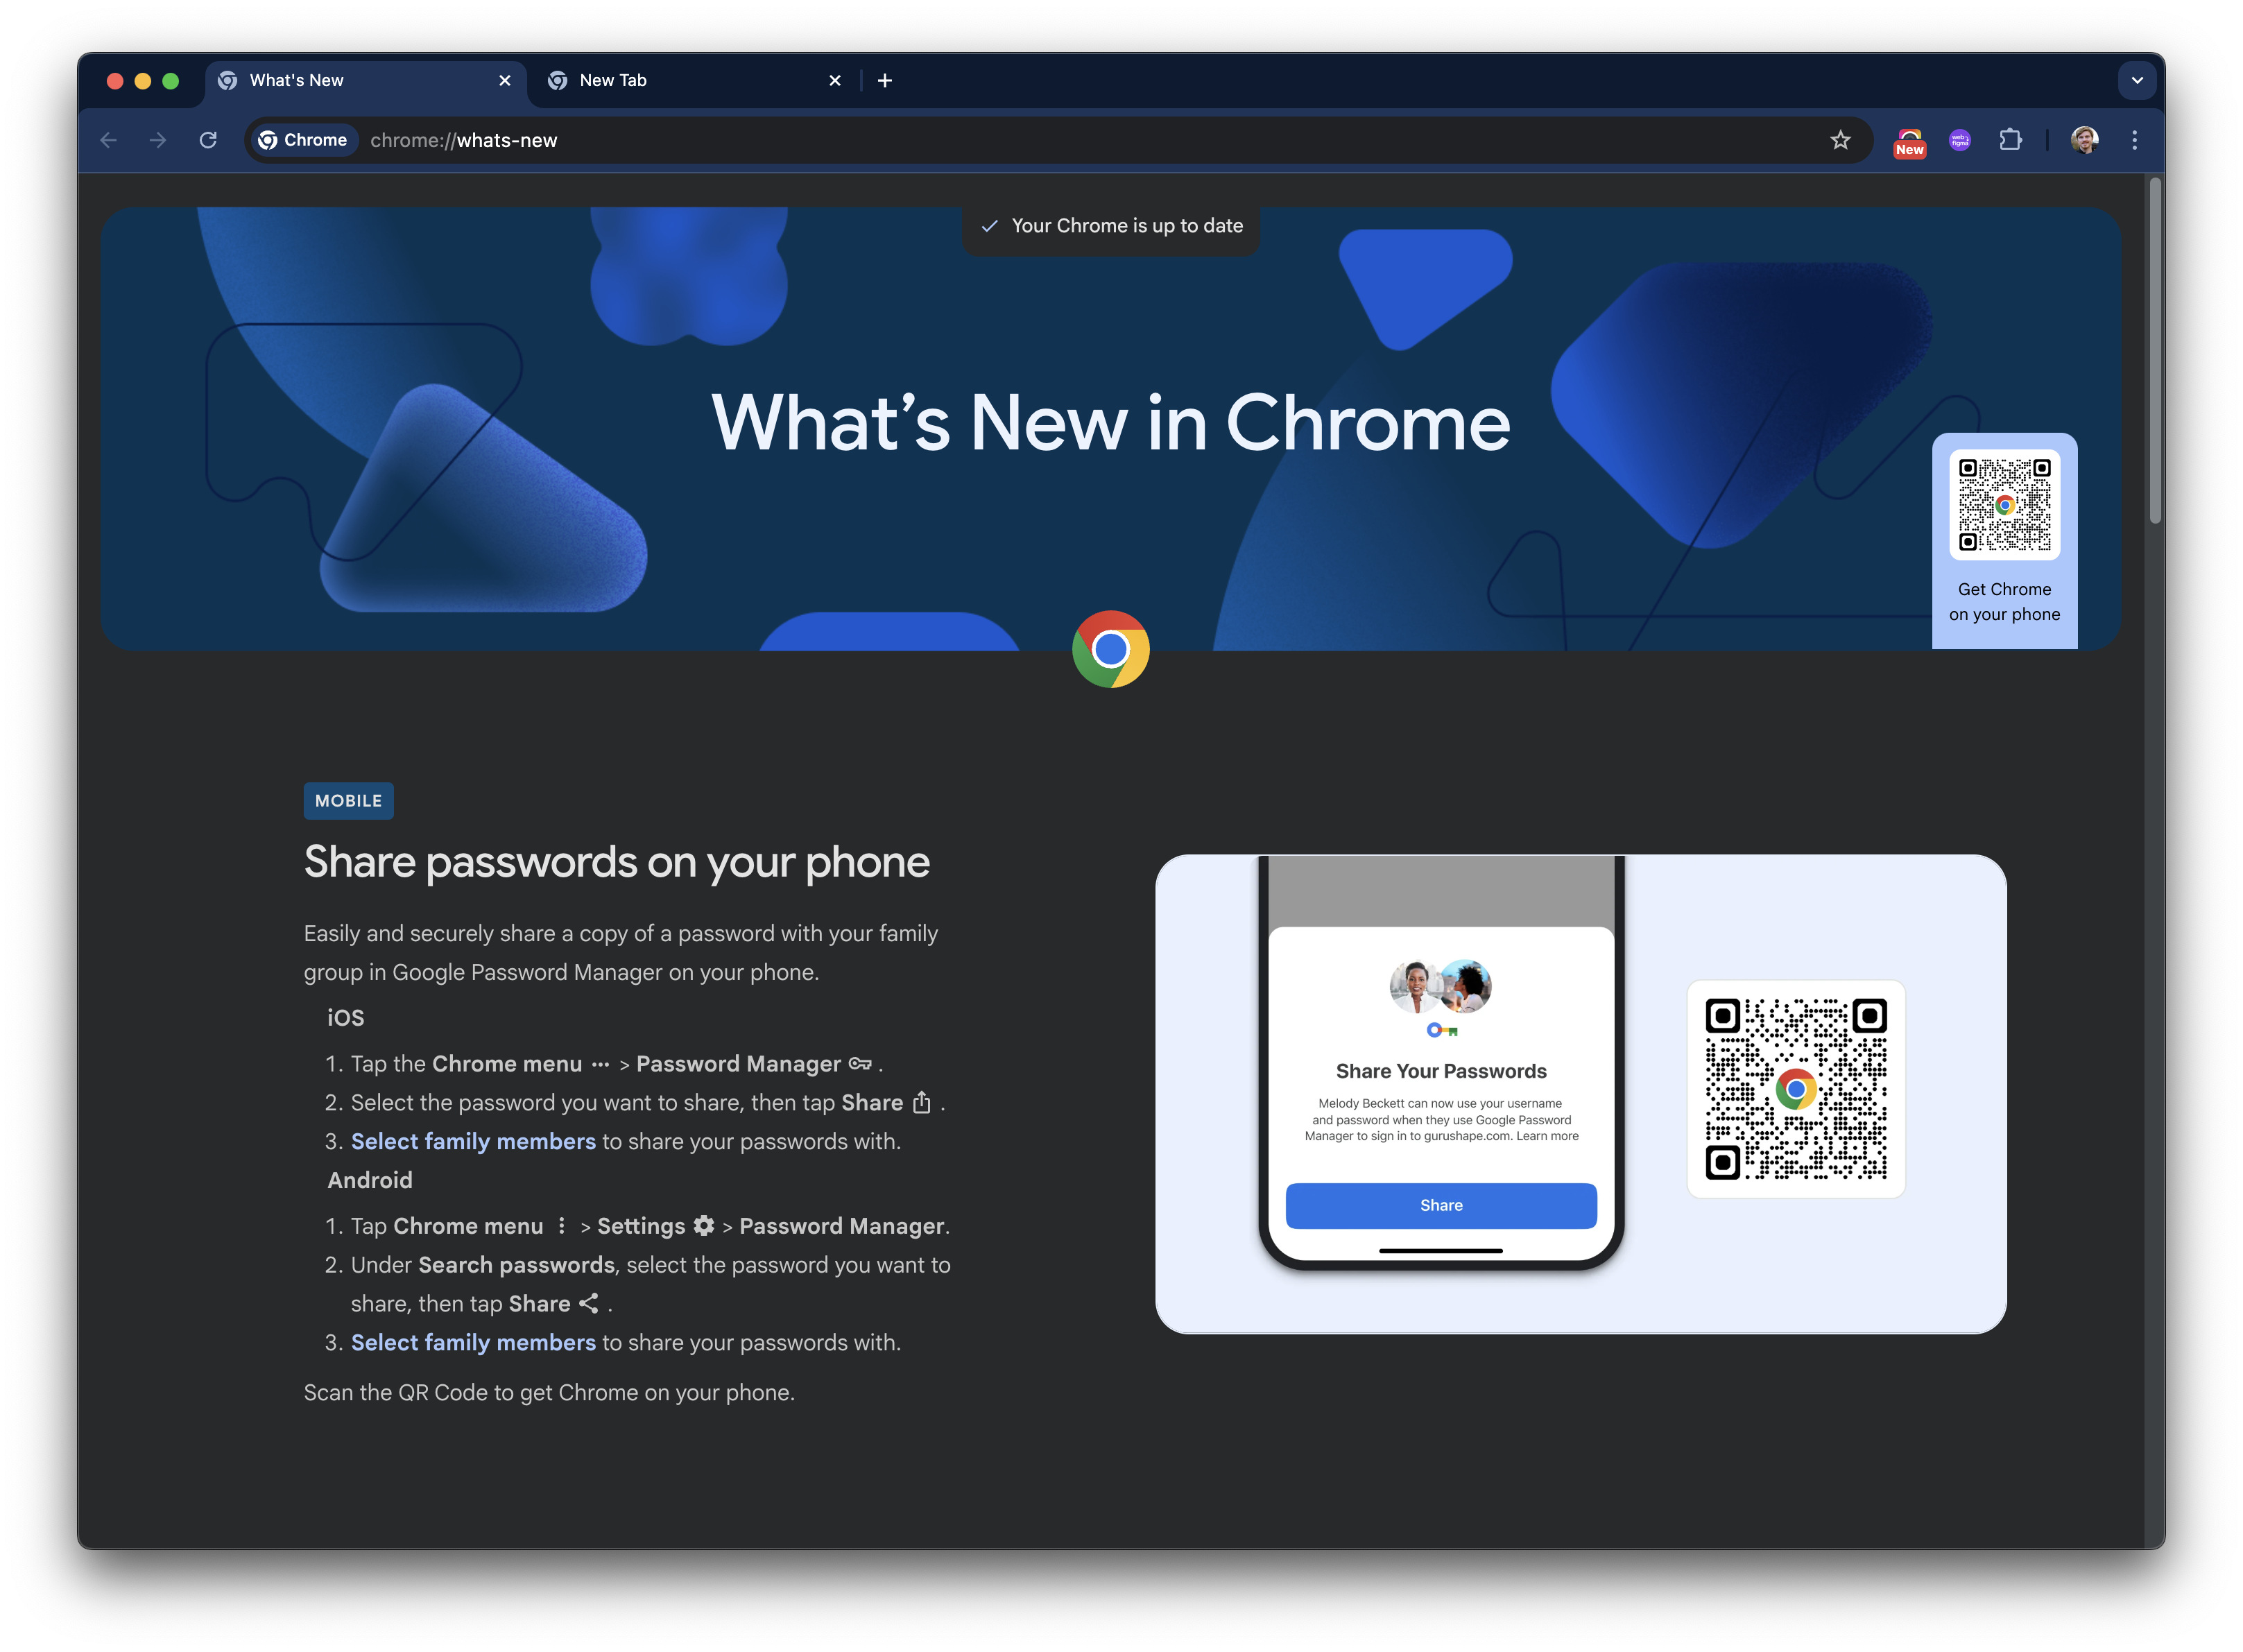 What's New
New Tab
Chrome
chrome://whats-new
New
web to figma
Your Chrome is up to date
What’s New in Chrome
Get Chrome
on your phone
MOBILE
Share passwords on your phone
Easily and securely share a copy of a password with your family
group in Google Password Manager on your phone.
iOS
1. Tap the Chrome menu ··· > Password Manager .
2. Select the password you want to share, then tap Share .
3. Select family members to share your passwords with.
Android
1. Tap Chrome menu ⋮ > Settings > Password Manager.
2. Under Search passwords, select the password you want to
share, then tap Share .
3. Select family members to share your passwords with.
Scan the QR Code to get Chrome on your phone.
Share Your Passwords
Melody Beckett can now use your username
and password when they use Google Password
Manager to sign in to gurushape.com. Learn more
Share